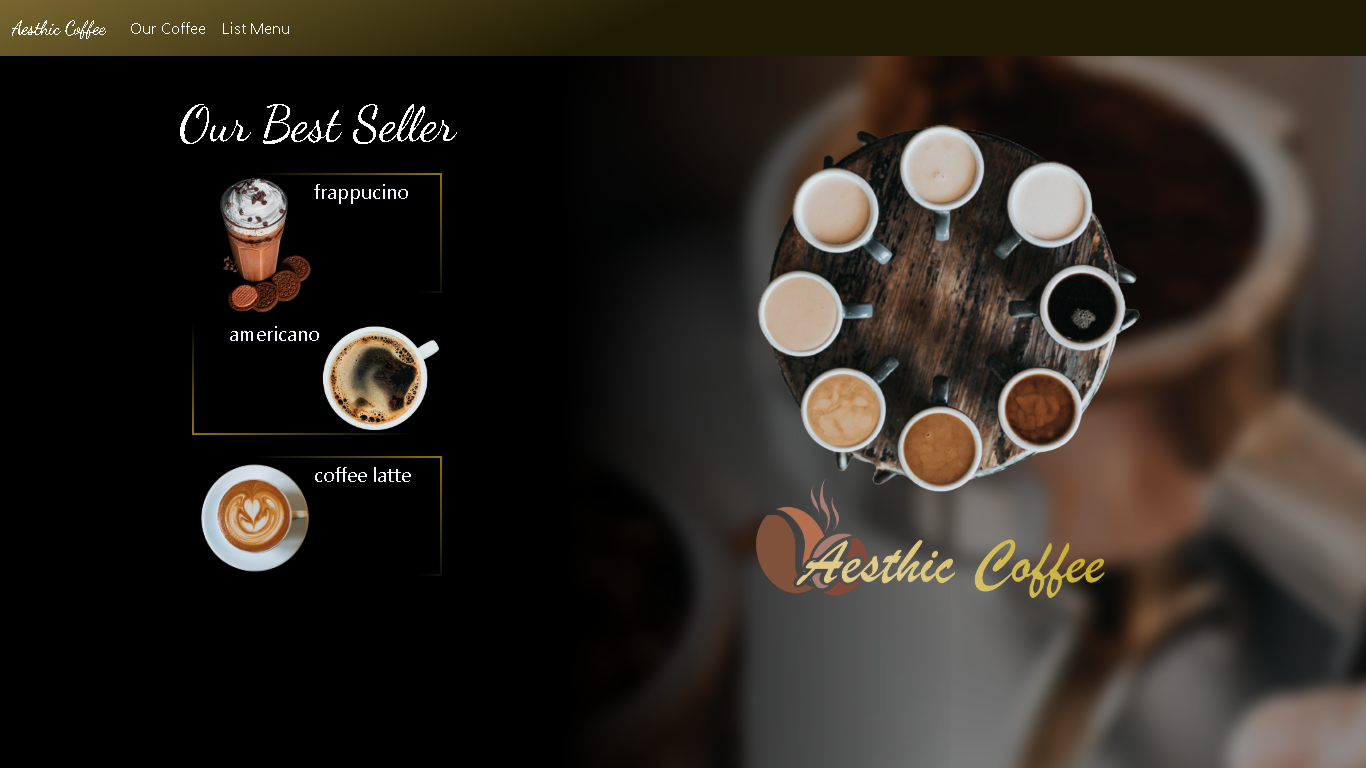 Aesthic Coffee Our Coffee List Menu
Our Best Seller
frappucino
americano
coffee latte
Aesthic Coffee